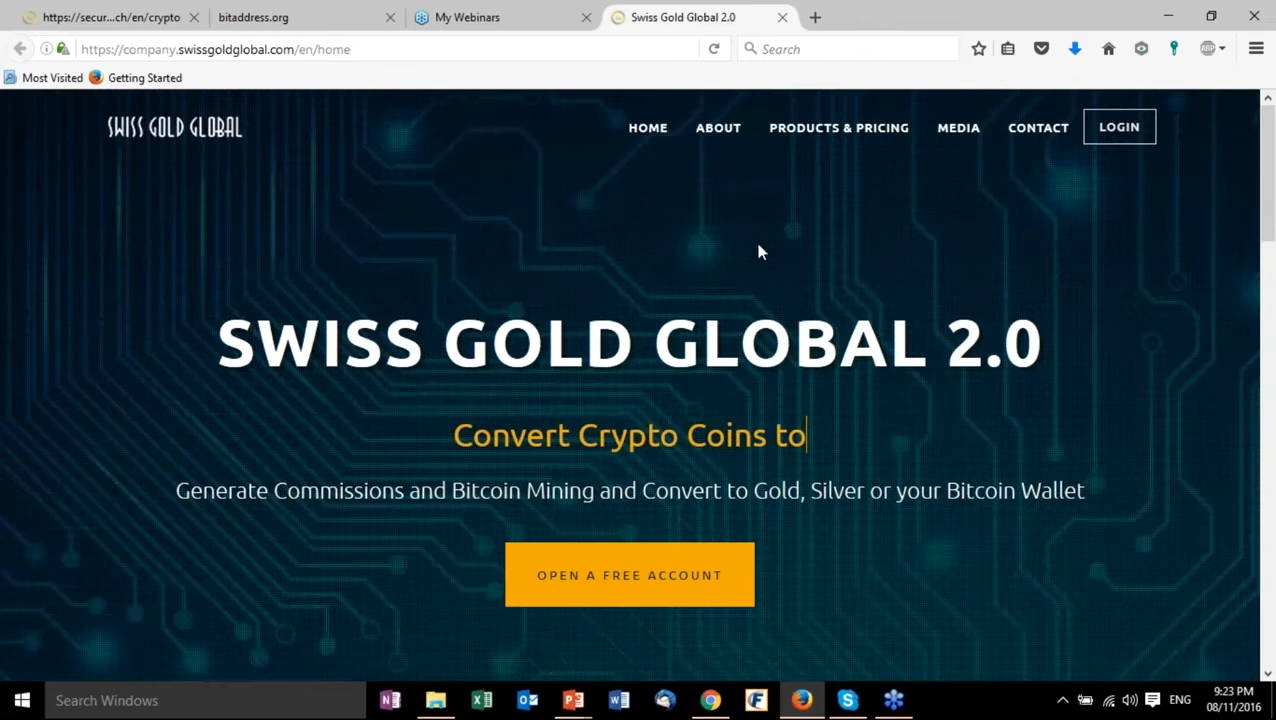 https://secur...ch/en/crypto
bitaddress.org
My Webinars
Swiss Gold Global 2.0
https://company.swissgoldglobal.com/en/home
Search
ABP
Most Visited
Getting Started
SWISS GOLD GLOBAL
HOME
ABOUT
PRODUCTS & PRICING
MEDIA
CONTACT
LOGIN
SWISS GOLD GLOBAL 2.0
Convert Crypto Coins to
Generate Commissions and Bitcoin Mining and Convert to Gold, Silver or your Bitcoin Wallet
OPEN A FREE ACCOUNT
Search Windows
ENG
9:23 PM
08/11/2016